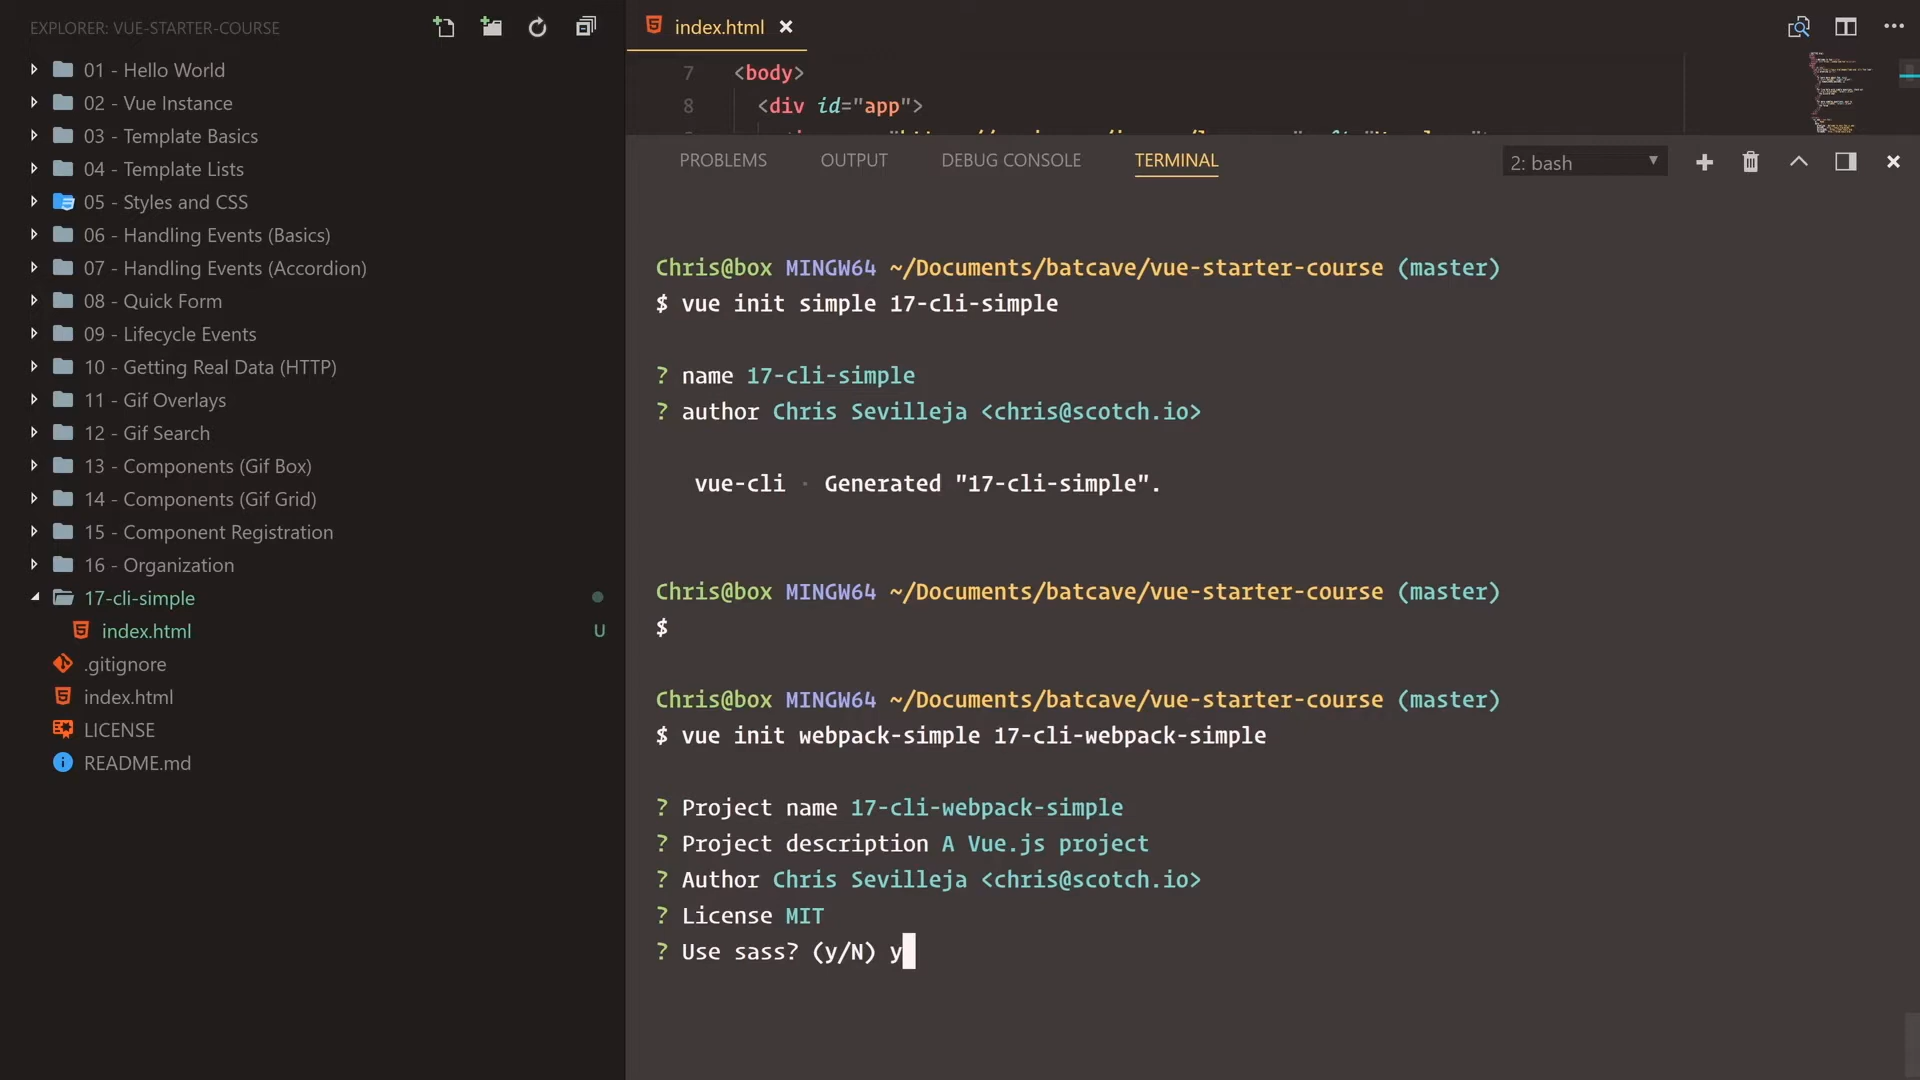 EXPLORER: VUE-STARTER-COURSE
01 - Hello World
02 - Vue Instance
03 - Template Basics
04 - Template Lists
05 - Styles and CSS
06 - Handling Events (Basics)
07 - Handling Events (Accordion)
08 - Quick Form
09 - Lifecycle Events
10 - Getting Real Data (HTTP)
11 - Gif Overlays
12 - Gif Search
13 - Components (Gif Box)
14 - Components (Gif Grid)
15 - Component Registration
16 - Organization
17-cli-simple
index.html U
.gitignore
index.html
LICENSE
README.md
index.html
7 <body>
8 <div id="app">
PROBLEMS OUTPUT DEBUG CONSOLE TERMINAL 2: bash
Chris@box MINGW64 ~/Documents/batcave/vue-starter-course (master)
$ vue init simple 17-cli-simple
? name 17-cli-simple
? author Chris Sevilleja <chris@scotch.io>
vue-cli · Generated "17-cli-simple".
Chris@box MINGW64 ~/Documents/batcave/vue-starter-course (master)
$
Chris@box MINGW64 ~/Documents/batcave/vue-starter-course (master)
$ vue init webpack-simple 17-cli-webpack-simple
? Project name 17-cli-webpack-simple
? Project description A Vue.js project
? Author Chris Sevilleja <chris@scotch.io>
? License MIT
? Use sass? (y/N) y